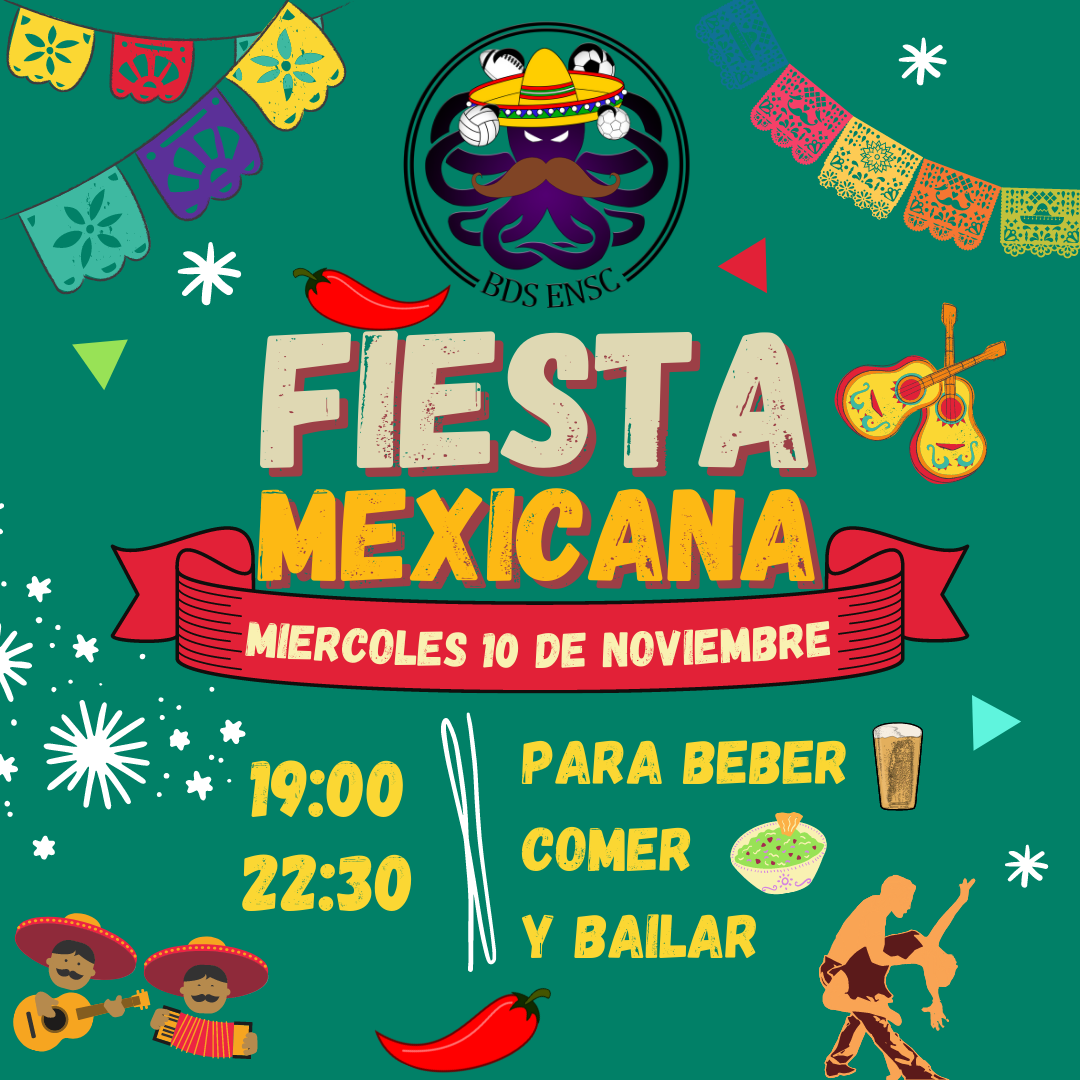 BDS ENSC
FIESTA
MEXICANA
MIERCOLES 10 DE NOVIEMBRE
19:00
22:30
PARA BEBER
COMER
Y BAILAR